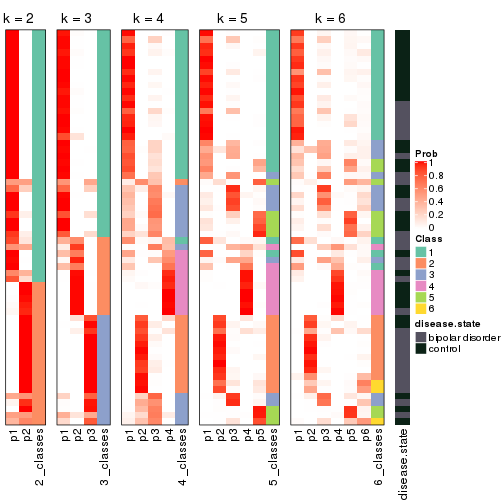 k = 2
k = 3
k = 4
k = 5
k = 6
p1
p2
2_classes
p1
p2
p3
3_classes
p1
p2
p3
p4
4_classes
p1
p2
p3
p4
p5
5_classes
p1
p2
p3
p4
p5
p6
6_classes
disease.state
Prob
1
0.8
0.6
0.4
0.2
0
Class
1
2
3
4
5
6
disease.state
bipolar disorder
control